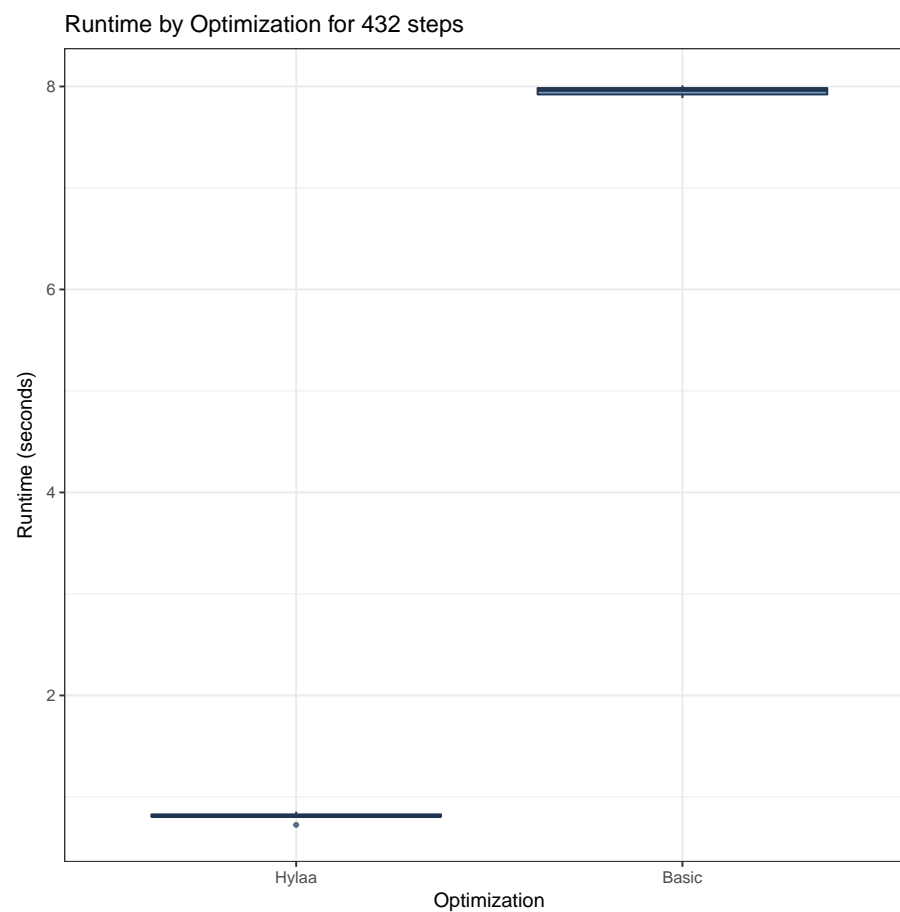 Runtime by Optimization for 432 steps
Runtime (seconds)
8
6
4
2
Hylaa Basic
Optimization